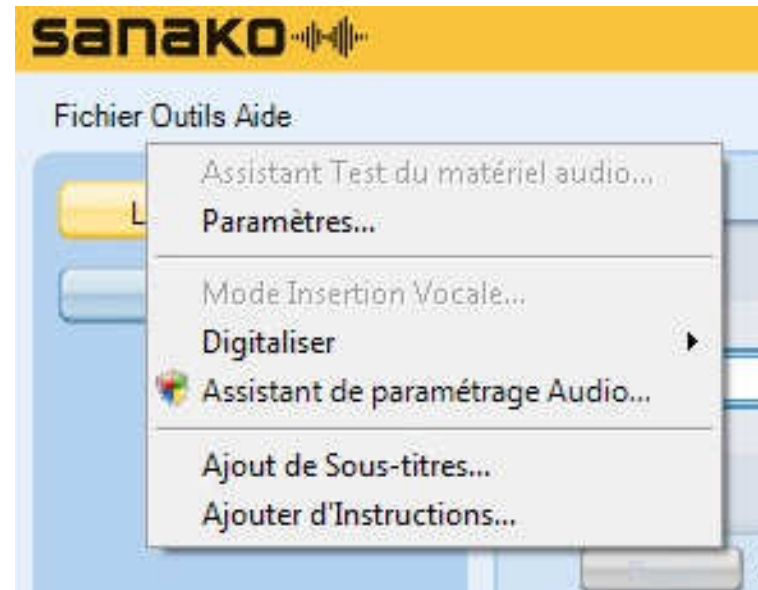 sanako
Fichier Outils Aide
Assistant Test du matériel audio...
L
Paramètres...
Mode Insertion Vocale...
Digitaliser
Assistant de paramétrage Audio...
Ajout de Sous-titres...
Ajouter d'Instructions...